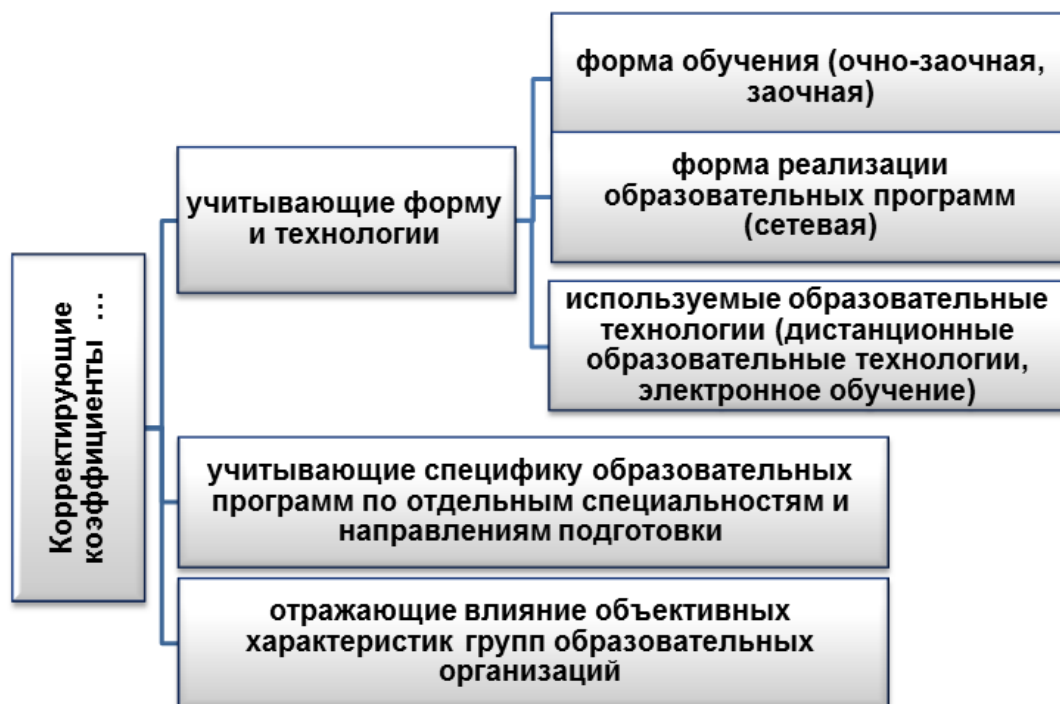 Корректирующие
коэффициенты ...
учитывающие форму
и технологии
форма обучения (очно-заочная,
заочная)
форма реализации
образовательных программ
(сетевая)
используемые образовательные
технологии (дистанционные
образовательные технологии,
электронное обучение)
учитывающие специфику образовательных
программ по отдельным специальностям и
направлениям подготовки
отражающие влияние объективных
характеристик групп образовательных
организаций